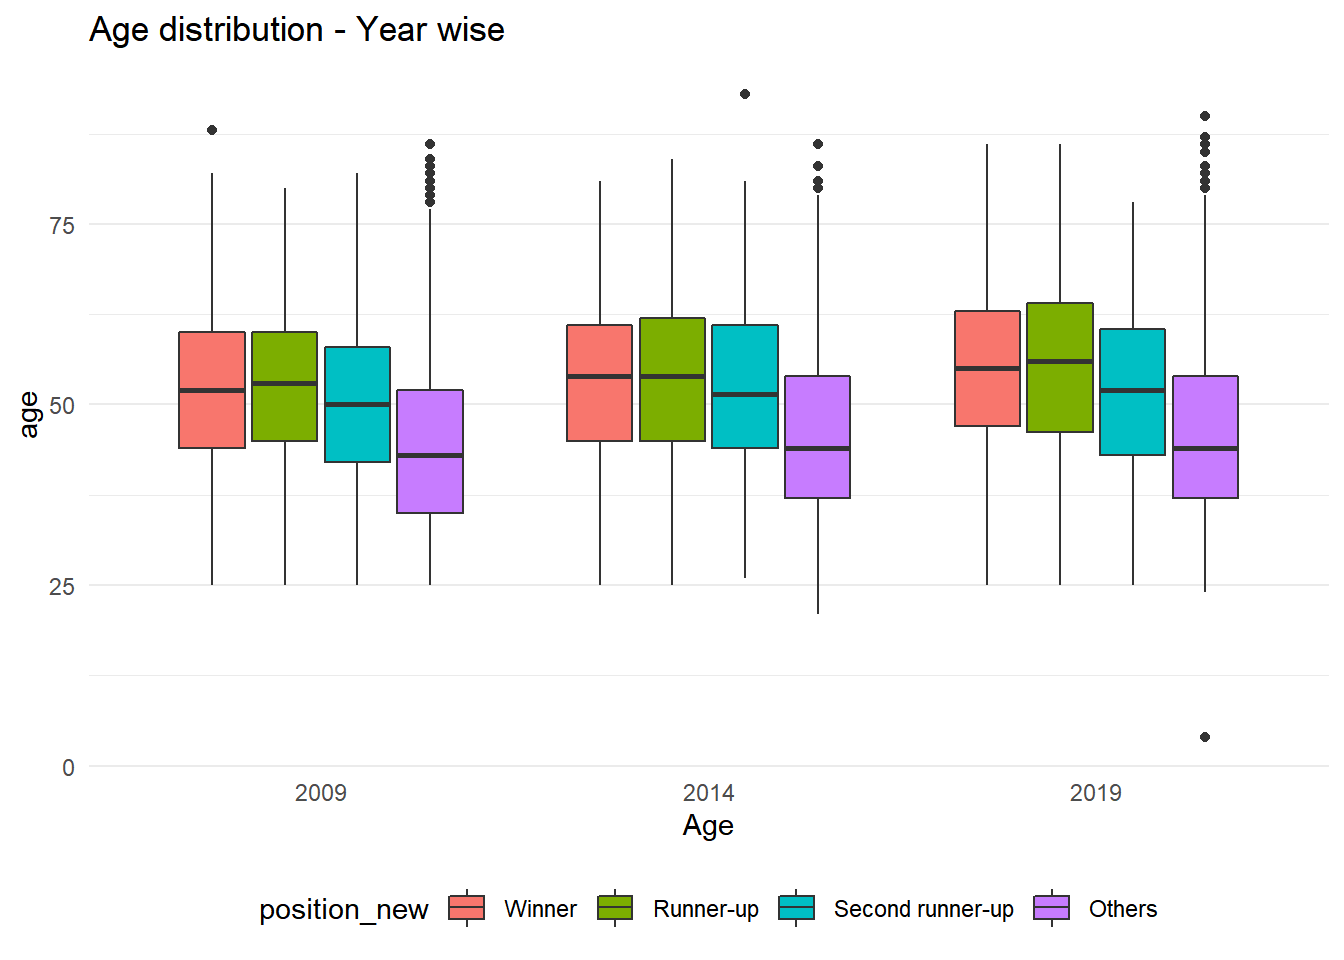 Age distribution - Year wise
age
75
50
25
0
2009 2014 2019
Age
position_new Winner Runner-up Second runner-up Others